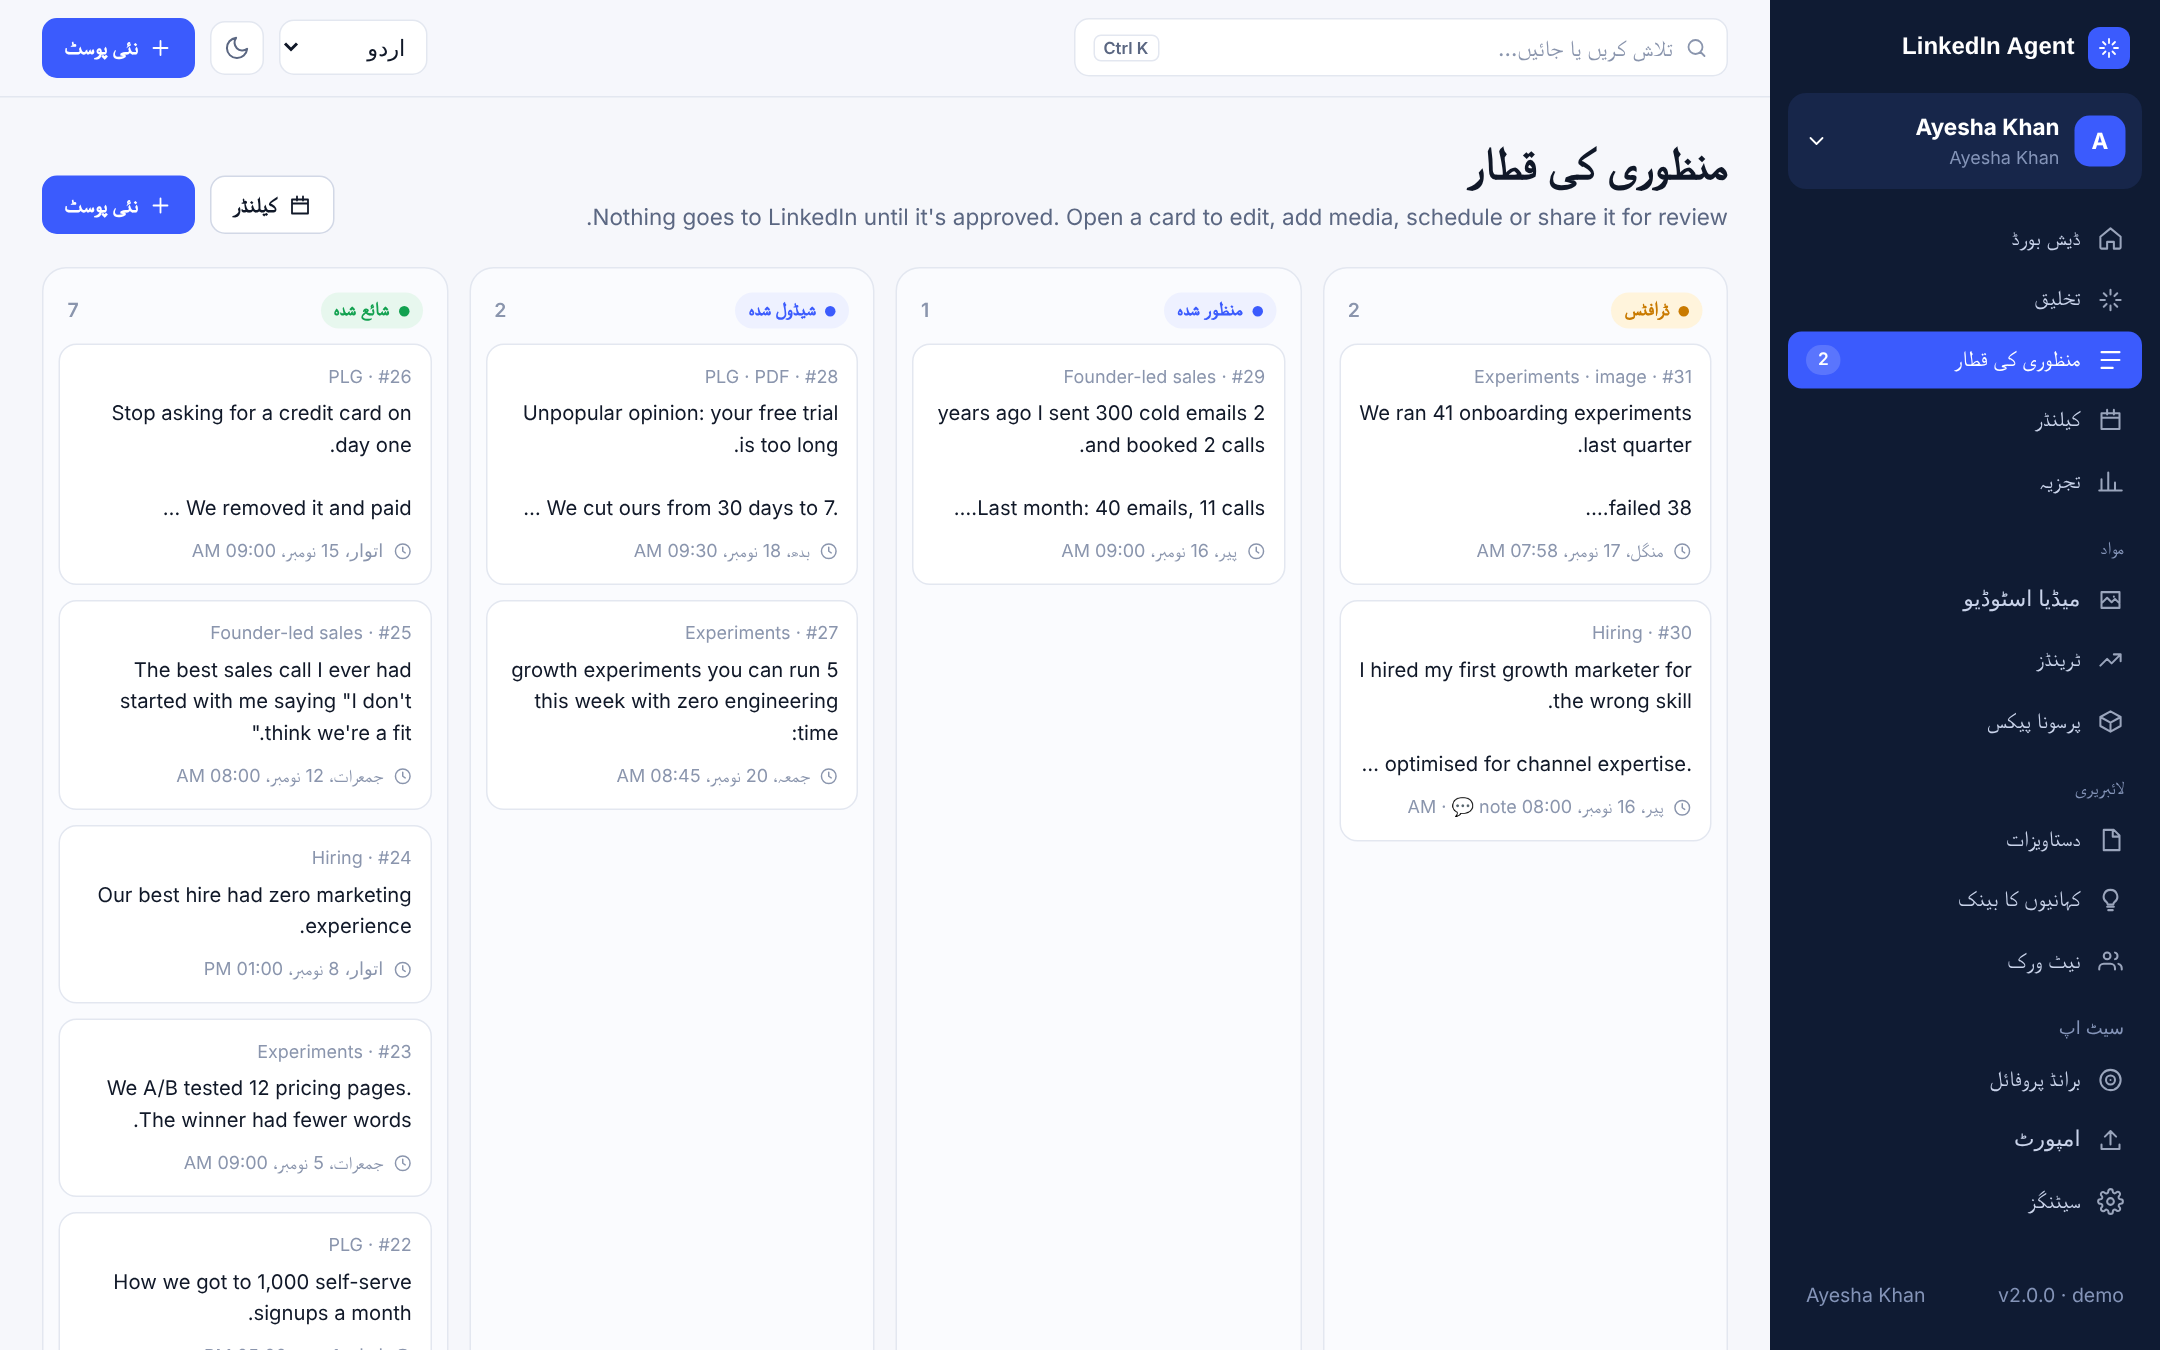 LinkedIn Agent
A
Ayesha Khan
Ayesha Khan
ڈیش بورڈ
تخلیق
منظوری کی قطار
2
کیلنڈر
تجزیہ
مواد
میڈیا اسٹوڈیو
ٹرینڈز
پرسونا پیکس
لائبریری
دستاویزات
کہانیوں کا بینک
نیٹ ورک
سیٹ اپ
برانڈ پروفائل
امپورٹ
سیٹنگز
v2.0.0 · demo
Ayesha Khan
تلاش کریں یا جائیں...
Ctrl K
اردو
نئی پوسٹ
منظوری کی قطار
Nothing goes to LinkedIn until it's approved. Open a card to edit, add media, schedule or share it for review.
کیلنڈر
نئی پوسٹ
ڈرافٹس
2
Experiments · image · #31
We ran 41 onboarding experiments
last quarter.
38 failed....
منگل، 17 نومبر، 07:58 AM
Hiring · #30
I hired my first growth marketer for
the wrong skill.
optimised for channel expertise. ...
پیر، 16 نومبر، 08:00 AM · 💬 note
منظور شدہ
1
Founder-led sales · #29
2 years ago I sent 300 cold emails
and booked 2 calls.
Last month: 40 emails, 11 calls....
پیر، 16 نومبر، 09:00 AM
شیڈول شدہ
2
PLG · PDF · #28
Unpopular opinion: your free trial
is too long.
We cut ours from 30 days to 7. ...
بدھ، 18 نومبر، 09:30 AM
Experiments · #27
5 growth experiments you can run
this week with zero engineering
time:
جمعہ، 20 نومبر، 08:45 AM
شائع شدہ
7
PLG · #26
Stop asking for a credit card on
day one.
We removed it and paid ...
اتوار، 15 نومبر، 09:00 AM
Founder-led sales · #25
The best sales call I ever had
started with me saying "I don't
think we're a fit."
جمعرات، 12 نومبر، 08:00 AM
Hiring · #24
Our best hire had zero marketing
experience.
اتوار، 8 نومبر، 01:00 PM
Experiments · #23
We A/B tested 12 pricing pages.
The winner had fewer words.
جمعرات، 5 نومبر، 09:00 AM
PLG · #22
How we got to 1,000 self-serve
signups a month.